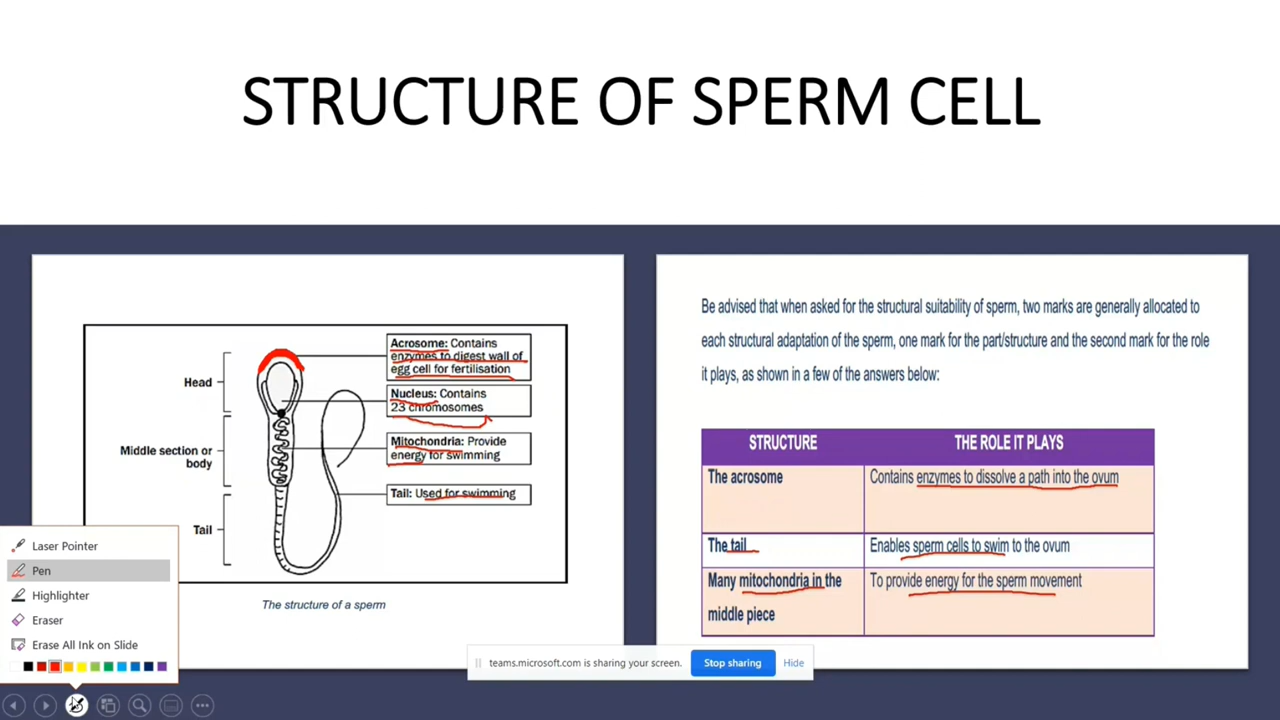 STRUCTURE OF SPERM CELL
Head
Middle section or
body
Tail
Acrosome: Contains
enzymes to digest wall of
egg cell for fertilisation
Nucleus: Contains
23 chromosomes
Mitochondria: Provide
energy for swimming
Tail: Used for swimming
The structure of a sperm
Be advised that when asked for the structural suitability of sperm, two marks are generally allocated to
each structural adaptation of the sperm, one mark for the part/structure and the second mark for the role
it plays, as shown in a few of the answers below:
STRUCTURE THE ROLE IT PLAYS
The acrosome Contains enzymes to dissolve a path into the ovum
The tail Enables sperm cells to swim to the ovum
Many mitochondria in the To provide energy for the sperm movement
middle piece
Laser Pointer
Pen
Highlighter
Eraser
Erase All Ink on Slide
teams.microsoft.com is sharing your screen. Stop sharing Hide